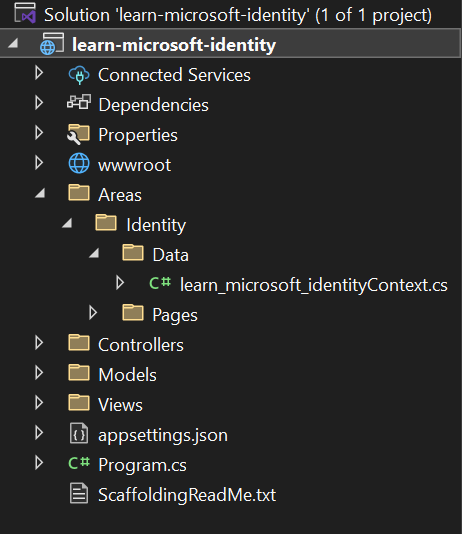 Solution 'learn-microsoft-identity' (1 of 1 project)
learn-microsoft-identity
Connected Services
Dependencies
Properties
wwwroot
Areas
Identity
Data
C# learn_microsoft_identityContext.cs
Pages
Controllers
Models
Views
appsettings.json
C# Program.cs
ScaffoldingReadMe.txt